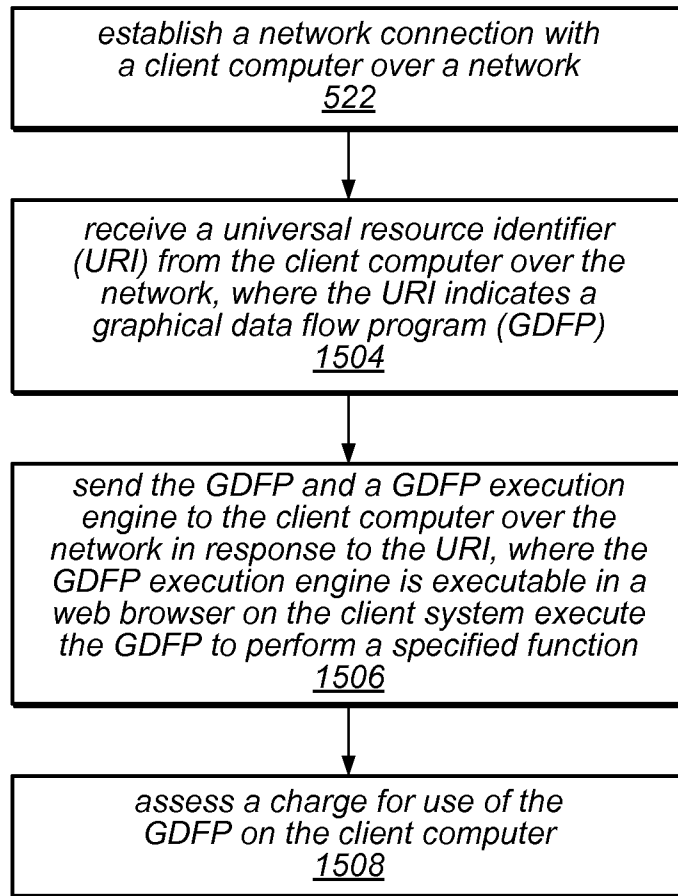 establish a network connection with
a client computer over a network
522
receive a universal resource identifier
(URI) from the client computer over the
network, where the URI indicates a
graphical data flow program (GDFP)
1504
send the GDFP and a GDFP execution
engine to the client computer over the
network in response to the URI, where the
GDFP execution engine is executable in a
web browser on the client system execute
the GDFP to perform a specified function
1506
assess a charge for use of the
GDFP on the client computer
1508